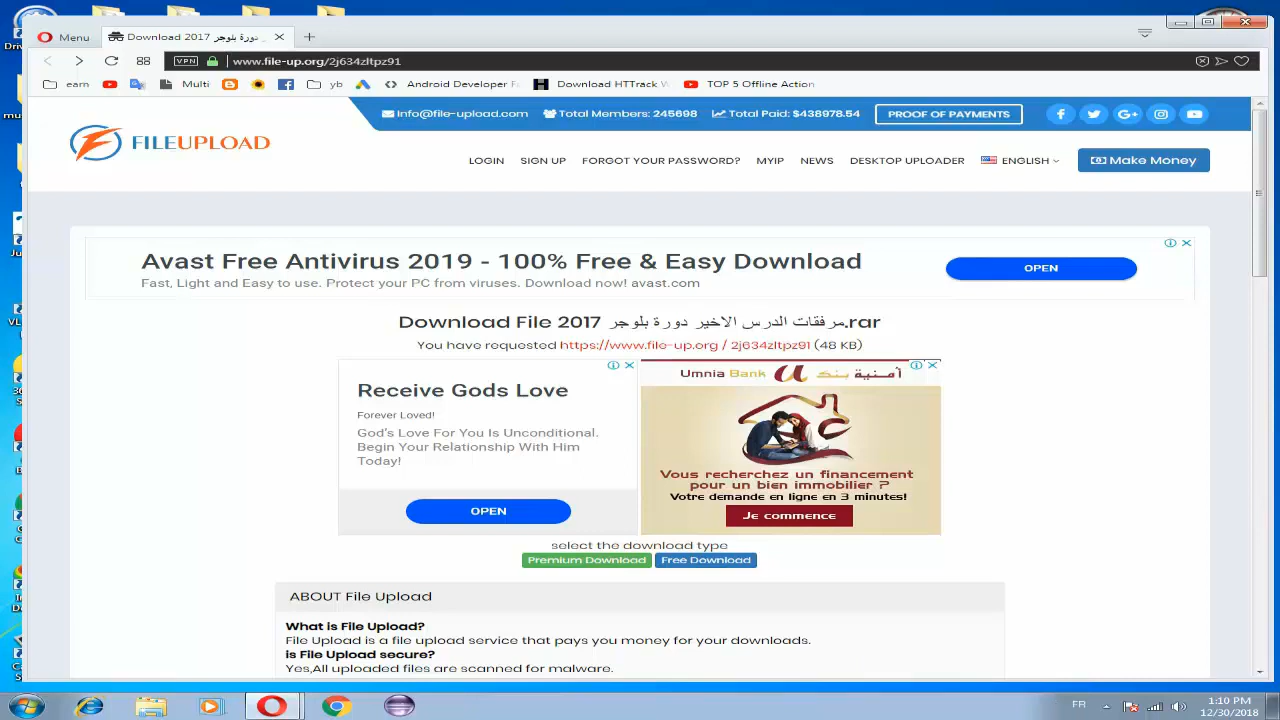 Menu
Download 2017 دورة بلوجر
VPN
www.file-up.org/2j634zltpz91
earn
Multi
yb
Android Developer F
Download HTTrack W
TOP 5 Offline Action
FILEUPLOAD
Info@file-upload.com
Total Members: 245698
Total Paid: $438978.54
PROOF OF PAYMENTS
LOGIN
SIGN UP
FORGOT YOUR PASSWORD?
MYIP
NEWS
DESKTOP UPLOADER
ENGLISH
Make Money
Avast Free Antivirus 2019 - 100% Free & Easy Download
Fast, Light and Easy to use. Protect your PC from viruses. Download now! avast.com
OPEN
Download File 2017 مرفقات الدرس الاخير دورة بلوجر.rar
You have requested https://www.file-up.org / 2j634zltpz91 (48 KB)
Receive Gods Love
Forever Loved!
God's Love For You Is Unconditional.
Begin Your Relationship With Him
Today!
OPEN
Umnia Bank أمنية بنك
Vous recherchez un financement
pour un bien immobilier ?
Votre demande en ligne en 3 minutes!
Je commence
select the download type
Premium Download
Free Download
ABOUT File Upload
What is File Upload?
File Upload is a file upload service that pays you money for your downloads.
is File Upload secure?
Yes,All uploaded files are scanned for malware.
FR
1:10 PM
12/30/2018